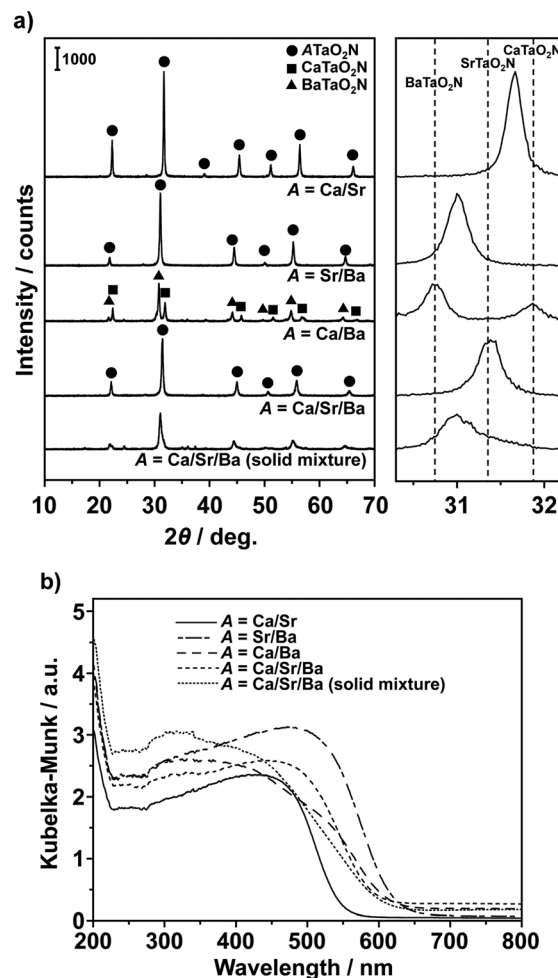 a)
1000
● ATaO₂N
■ CaTaO₂N
▲ BaTaO₂N
CaTaO₂N
SrTaO₂N
BaTaO₂N
A = Ca/Sr
A = Sr/Ba
A = Ca/Ba
A = Ca/Sr/Ba
A = Ca/Sr/Ba (solid mixture)
Intensity / counts
10 20 30 40 50 60 70
31 32
2θ / deg.
b)
A = Ca/Sr
A = Sr/Ba
A = Ca/Ba
A = Ca/Sr/Ba
A = Ca/Sr/Ba (solid mixture)
Kubelka-Munk / a.u.
5
4
3
2
1
0
200 300 400 500 600 700 800
Wavelength / nm